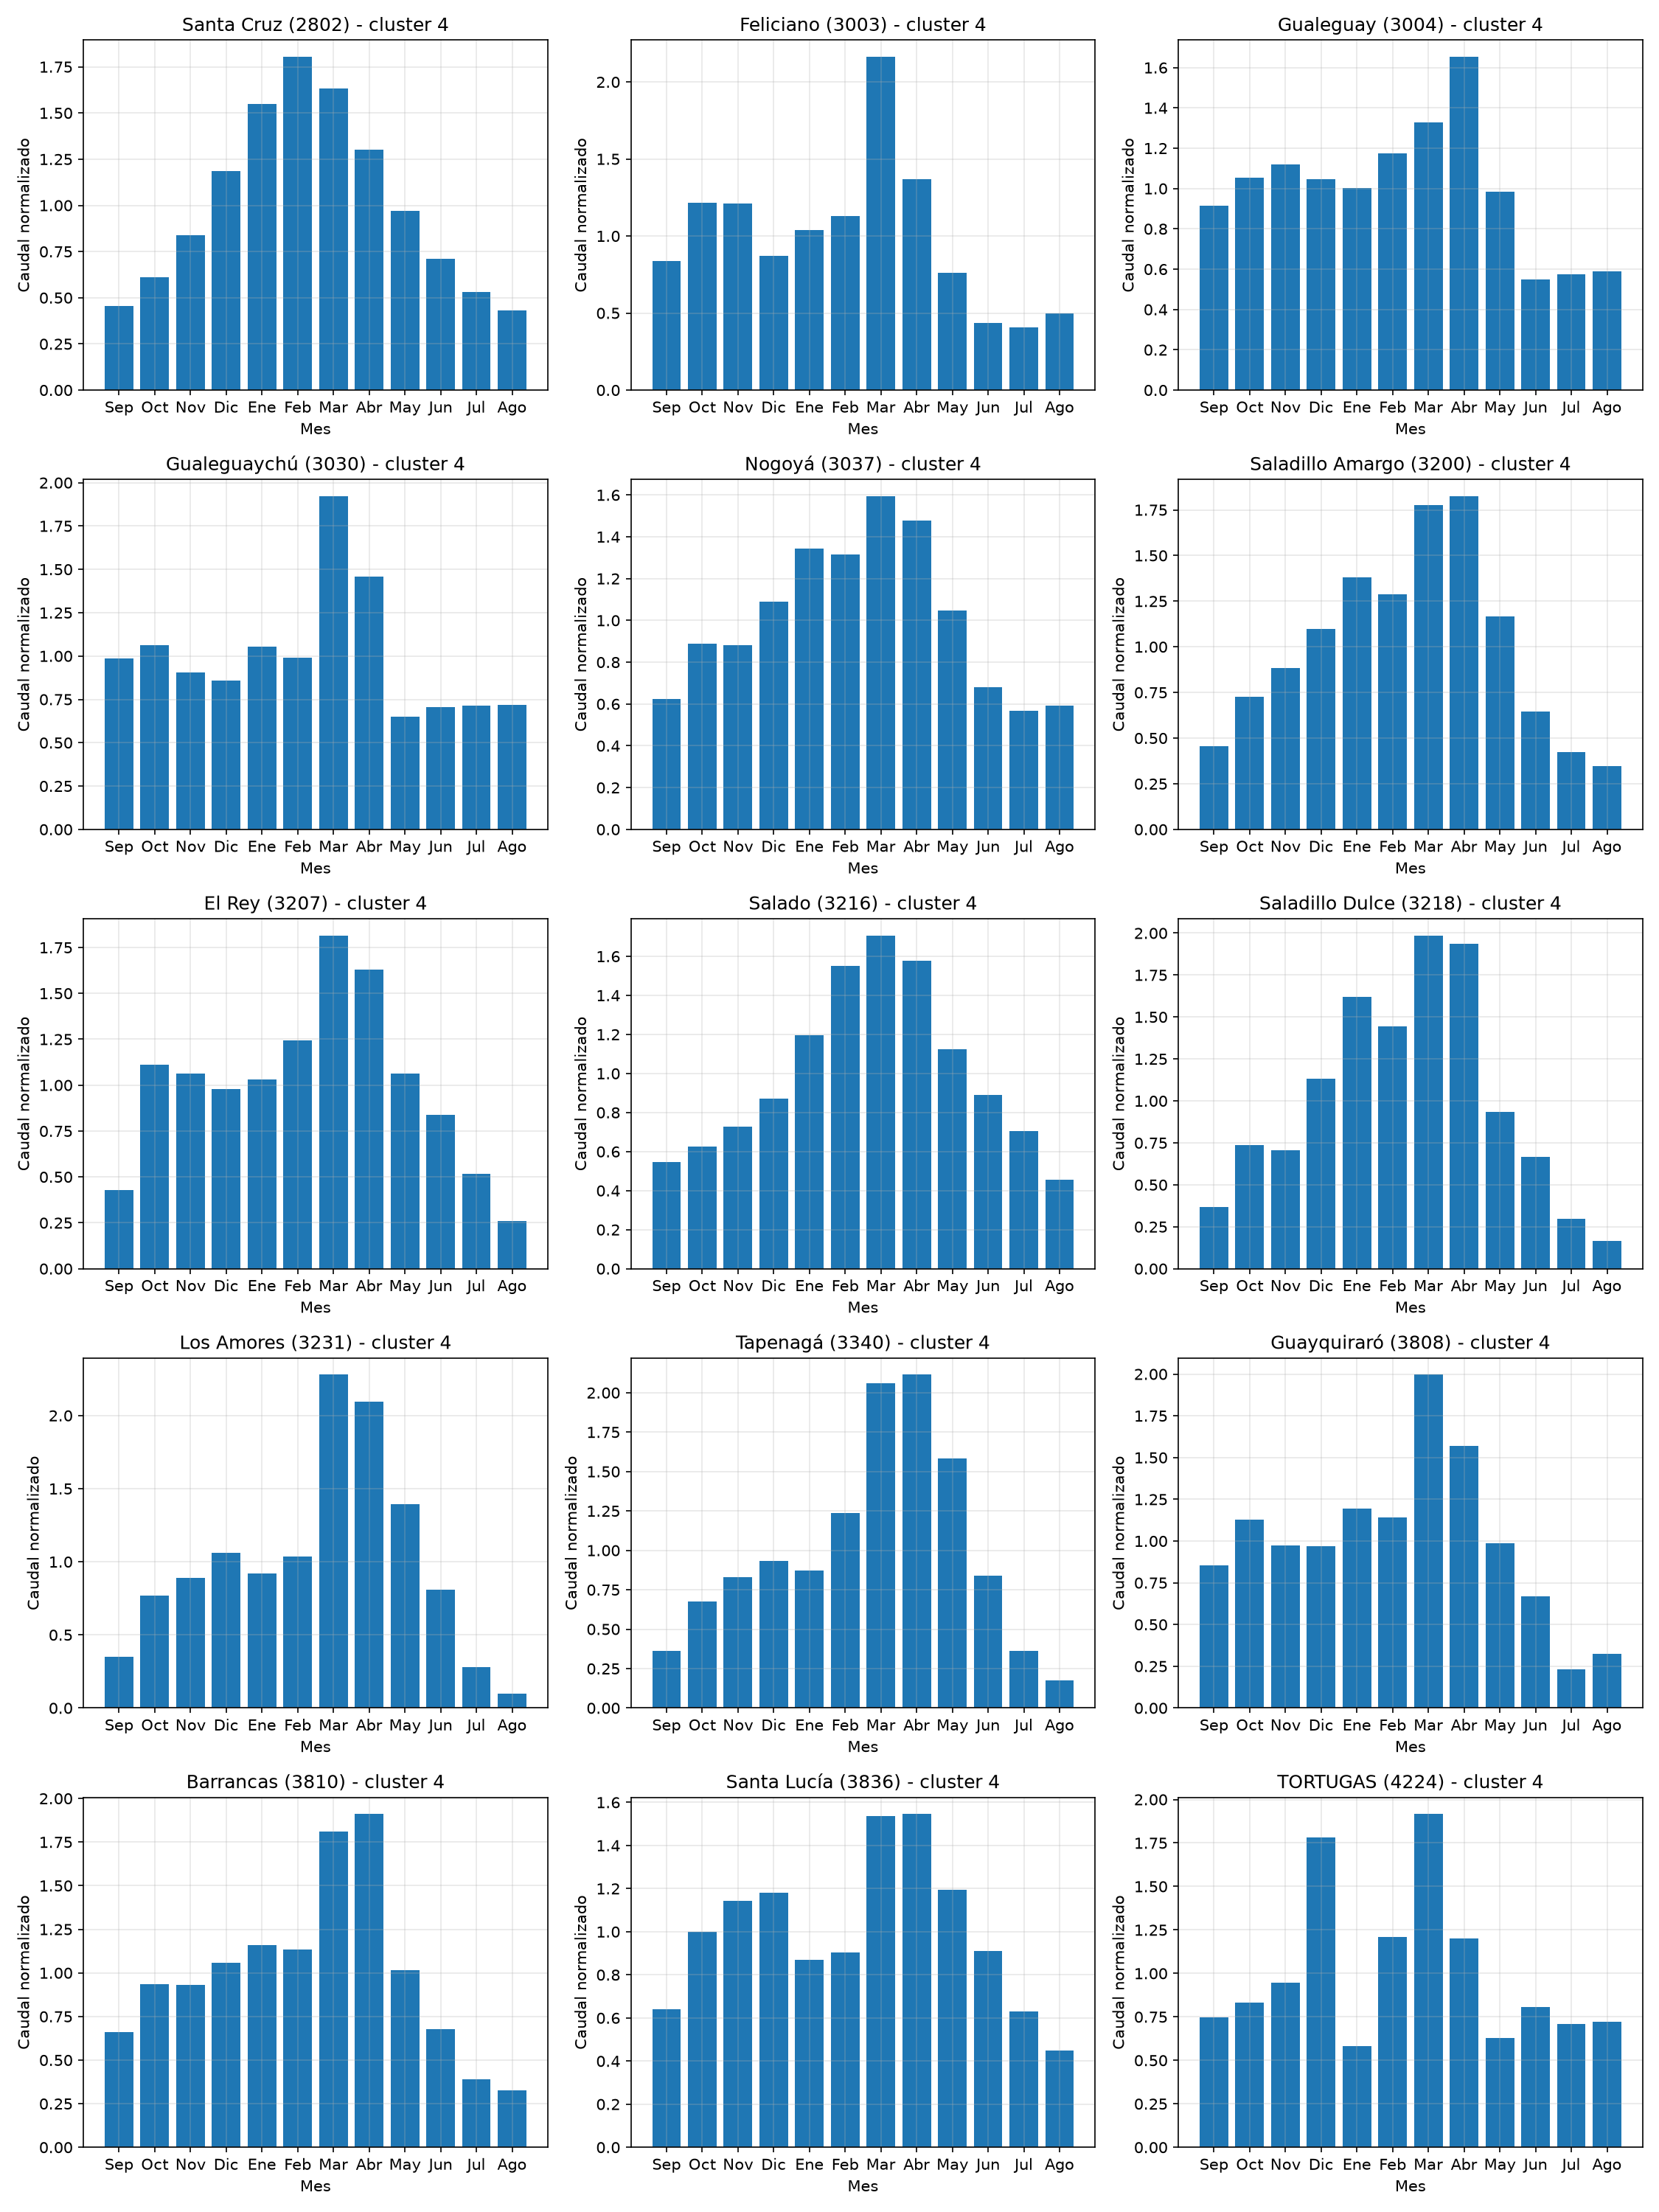 Santa Cruz (2802) - cluster 4
Caudal normalizado
1.75
1.50
1.25
1.00
0.75
0.50
0.25
0.00
Sep Oct Nov Dic Ene Feb Mar Abr May Jun Jul Ago
Mes
Feliciano (3003) - cluster 4
Caudal normalizado
2.0
1.5
1.0
0.5
0.0
Sep Oct Nov Dic Ene Feb Mar Abr May Jun Jul Ago
Mes
Gualeguay (3004) - cluster 4
Caudal normalizado
1.6
1.4
1.2
1.0
0.8
0.6
0.4
0.2
0.0
Sep Oct Nov Dic Ene Feb Mar Abr May Jun Jul Ago
Mes
Gualeguaychú (3030) - cluster 4
Caudal normalizado
2.00
1.75
1.50
1.25
1.00
0.75
0.50
0.25
0.00
Sep Oct Nov Dic Ene Feb Mar Abr May Jun Jul Ago
Mes
Nogoyá (3037) - cluster 4
Caudal normalizado
1.6
1.4
1.2
1.0
0.8
0.6
0.4
0.2
0.0
Sep Oct Nov Dic Ene Feb Mar Abr May Jun Jul Ago
Mes
Saladillo Amargo (3200) - cluster 4
Caudal normalizado
1.75
1.50
1.25
1.00
0.75
0.50
0.25
0.00
Sep Oct Nov Dic Ene Feb Mar Abr May Jun Jul Ago
Mes
El Rey (3207) - cluster 4
Caudal normalizado
1.75
1.50
1.25
1.00
0.75
0.50
0.25
0.00
Sep Oct Nov Dic Ene Feb Mar Abr May Jun Jul Ago
Mes
Salado (3216) - cluster 4
Caudal normalizado
1.6
1.4
1.2
1.0
0.8
0.6
0.4
0.2
0.0
Sep Oct Nov Dic Ene Feb Mar Abr May Jun Jul Ago
Mes
Saladillo Dulce (3218) - cluster 4
Caudal normalizado
2.00
1.75
1.50
1.25
1.00
0.75
0.50
0.25
0.00
Sep Oct Nov Dic Ene Feb Mar Abr May Jun Jul Ago
Mes
Los Amores (3231) - cluster 4
Caudal normalizado
2.0
1.5
1.0
0.5
0.0
Sep Oct Nov Dic Ene Feb Mar Abr May Jun Jul Ago
Mes
Tapenagá (3340) - cluster 4
Caudal normalizado
2.00
1.75
1.50
1.25
1.00
0.75
0.50
0.25
0.00
Sep Oct Nov Dic Ene Feb Mar Abr May Jun Jul Ago
Mes
Guayquiraró (3808) - cluster 4
Caudal normalizado
2.00
1.75
1.50
1.25
1.00
0.75
0.50
0.25
0.00
Sep Oct Nov Dic Ene Feb Mar Abr May Jun Jul Ago
Mes
Barrancas (3810) - cluster 4
Caudal normalizado
2.00
1.75
1.50
1.25
1.00
0.75
0.50
0.25
0.00
Sep Oct Nov Dic Ene Feb Mar Abr May Jun Jul Ago
Mes
Santa Lucía (3836) - cluster 4
Caudal normalizado
1.6
1.4
1.2
1.0
0.8
0.6
0.4
0.2
0.0
Sep Oct Nov Dic Ene Feb Mar Abr May Jun Jul Ago
Mes
TORTUGAS (4224) - cluster 4
Caudal normalizado
2.00
1.75
1.50
1.25
1.00
0.75
0.50
0.25
0.00
Sep Oct Nov Dic Ene Feb Mar Abr May Jun Jul Ago
Mes